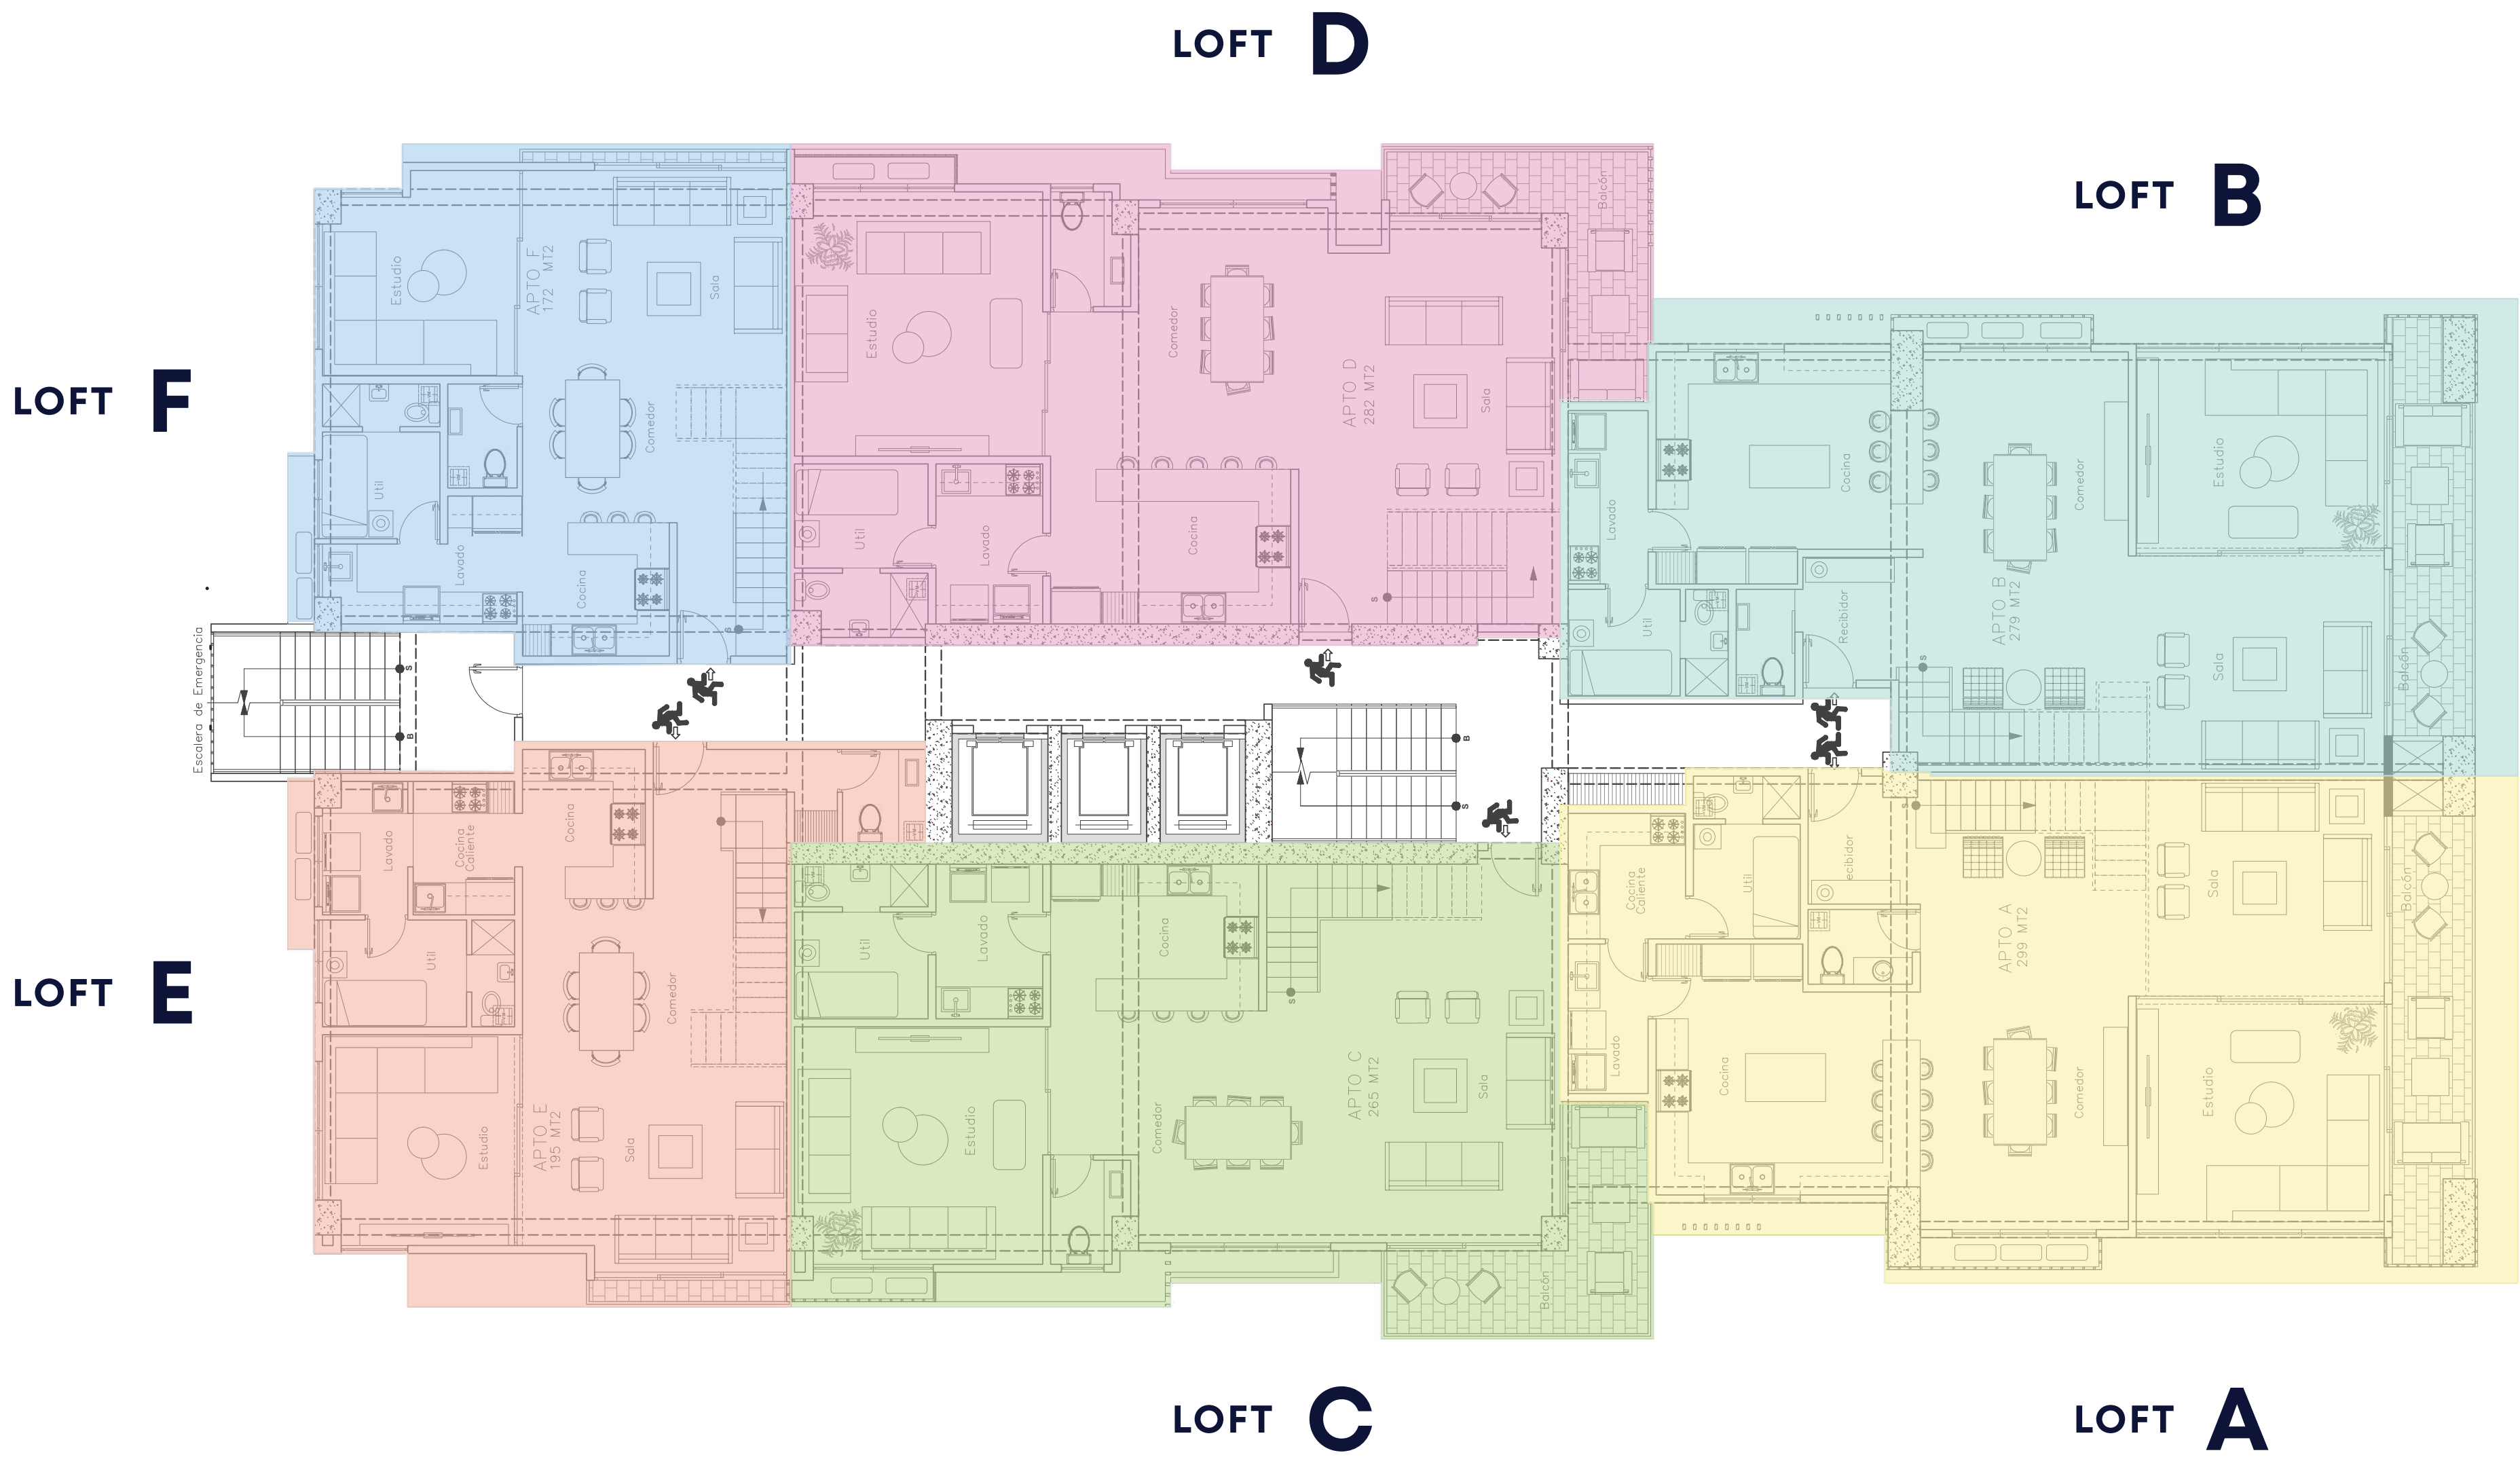 LOFT D
LOFT B
LOFT F
LOFT E
LOFT C
LOFT A
Estudio
APTO F
172 MT2
Sala
Comedor
Util
Lavado
Cocina
Estudio
Comedor
APTO D
282 MT2
Sala
Balcón
Util
Lavado
Cocina
S
Lavado
Cocina
Comedor
Estudio
Util
Recibidor
APTO B
279 MT2
Sala
Balcón
S
Escalera de Emergencia
S
B
S
B
S
Lavado
Cocina
Caliente
Cocina
Util
Comedor
Estudio
APTO E
195 MT2
Sala
Util
Lavado
Cocina
S
Estudio
Comedor
APTO C
265 MT2
Sala
Balcón
Cocina
Caliente
Util
ecibidor
S
APTO A
299 MT2
Sala
Balcón
Lavado
Cocina
Comedor
Estudio